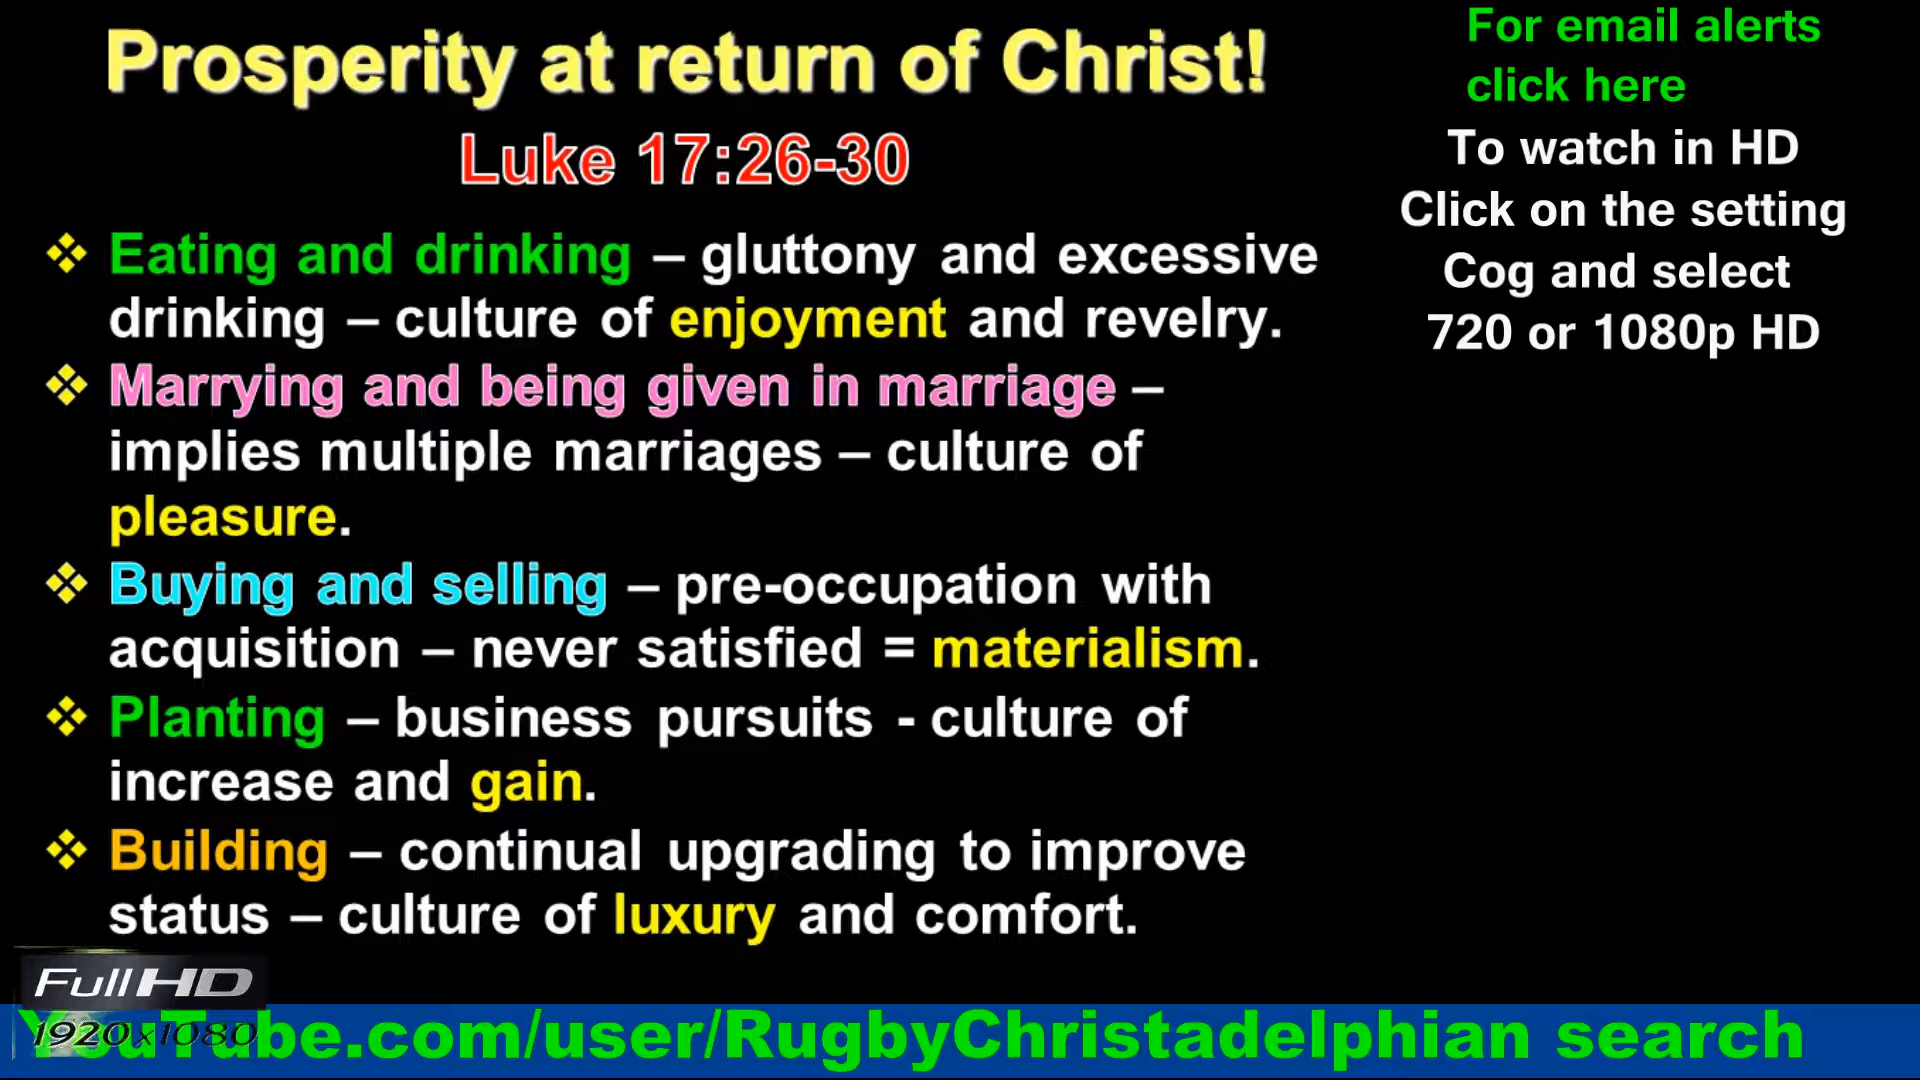 Prosperity at return of Christ!
Luke 17:26-30
❖ Eating and drinking – gluttony and excessive
drinking – culture of enjoyment and revelry.
❖ Marrying and being given in marriage –
implies multiple marriages – culture of
pleasure.
❖ Buying and selling – pre-occupation with
acquisition – never satisfied = materialism.
❖ Planting – business pursuits - culture of
increase and gain.
❖ Building – continual upgrading to improve
status – culture of luxury and comfort.
For email alerts
click here
To watch in HD
Click on the setting
Cog and select
720 or 1080p HD
Full HD
1920x1080
YouTube.com/user/RugbyChristadelphian search